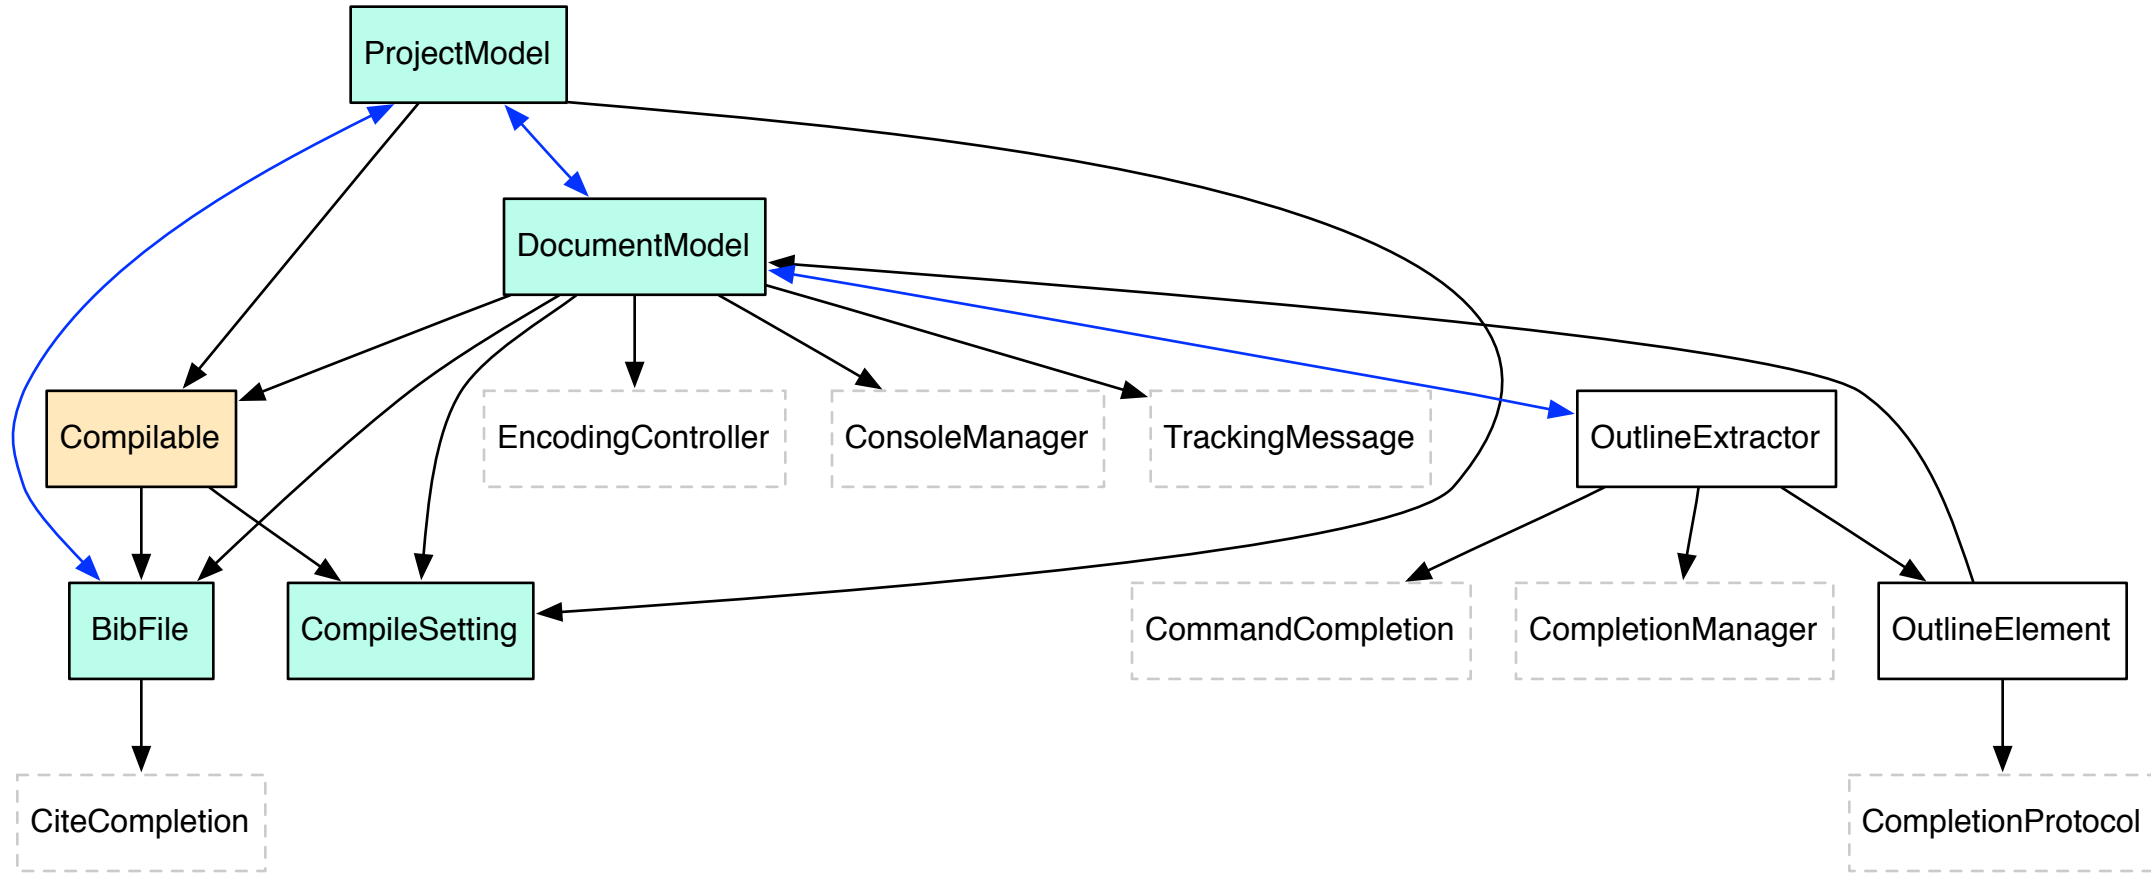 ProjectModel
DocumentModel
Compilable
EncodingController
ConsoleManager
TrackingMessage
OutlineExtractor
BibFile
CompileSetting
CommandCompletion
CompletionManager
OutlineElement
CiteCompletion
CompletionProtocol